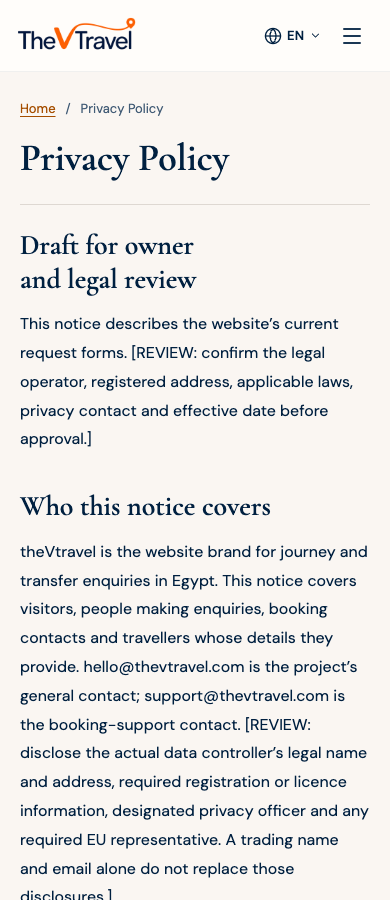 TheVTravel
EN
Home / Privacy Policy
Privacy Policy
Draft for owner
and legal review
This notice describes the website’s current
request forms. [REVIEW: confirm the legal
operator, registered address, applicable laws,
privacy contact and effective date before
approval.]
Who this notice covers
theVtravel is the website brand for journey and
transfer enquiries in Egypt. This notice covers
visitors, people making enquiries, booking
contacts and travellers whose details they
provide. hello@thevtravel.com is the project’s
general contact; support@thevtravel.com is
the booking-support contact. [REVIEW:
disclose the actual data controller’s legal name
and address, required registration or licence
information, designated privacy officer and any
required EU representative. A trading name
and email alone do not replace those
disclosures.]